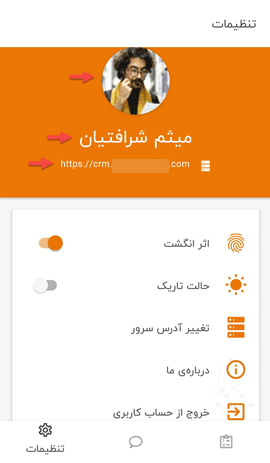 تنظیمات
میثم شرافتیان
https://crm. .com
اثر انگشت
حالت تاریک
تغییر آدرس سرور
درباره‌ی ما
خروج از حساب کاربری
تنظیمات